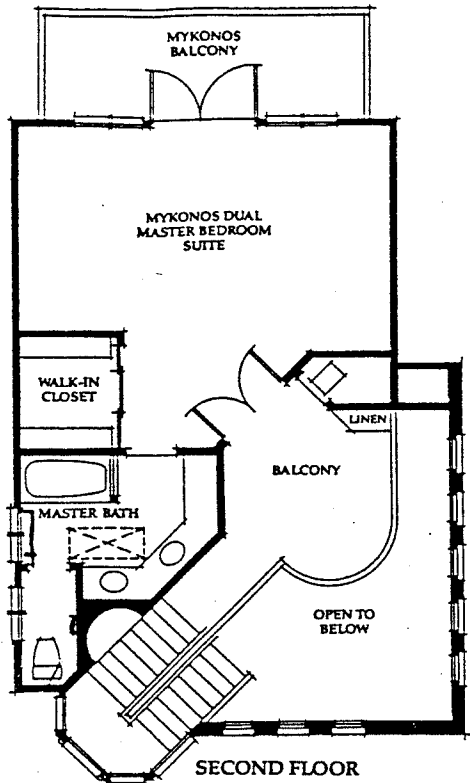 MYKONOS
BALCONY
MYKONOS DUAL
MASTER BEDROOM
SUITE
WALK-IN
CLOSET
LINEN
BALCONY
MASTER BATH
OPEN TO
BELOW
SECOND FLOOR